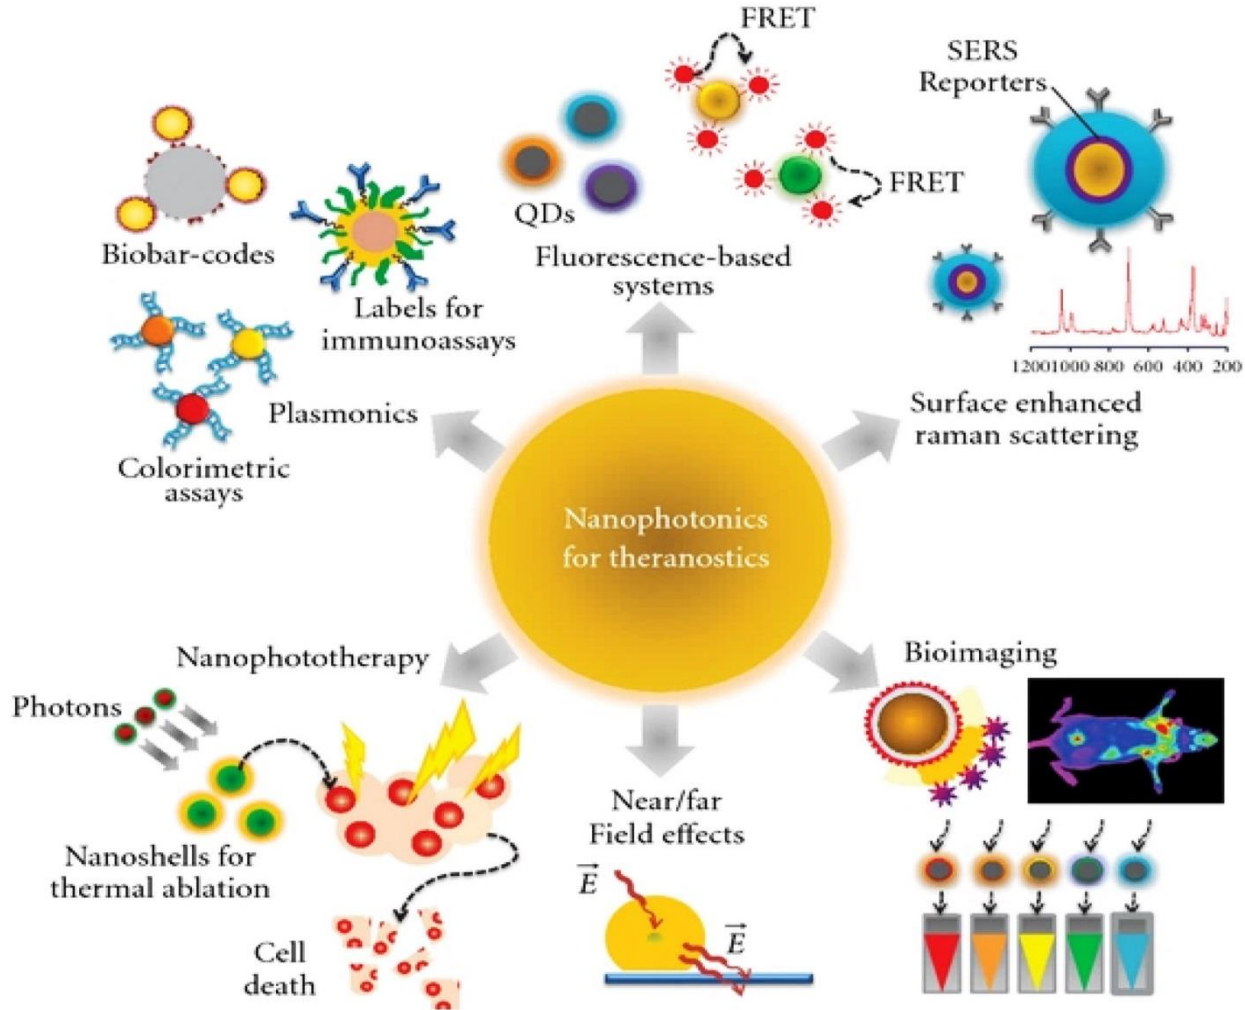 FRET
SERS
Reporters
FRET
QDs
Fluorescence-based
systems
Biobar-codes
Labels for
immunoassays
Plasmonics
Colorimetric
assays
12001000 800 600 400 200
Surface enhanced
raman scattering
Nanophotonics
for theranostics
Nanophototherapy
Photons
Nanoshells for
thermal ablation
Cell
death
Near/far
Field effects
E
E
Bioimaging